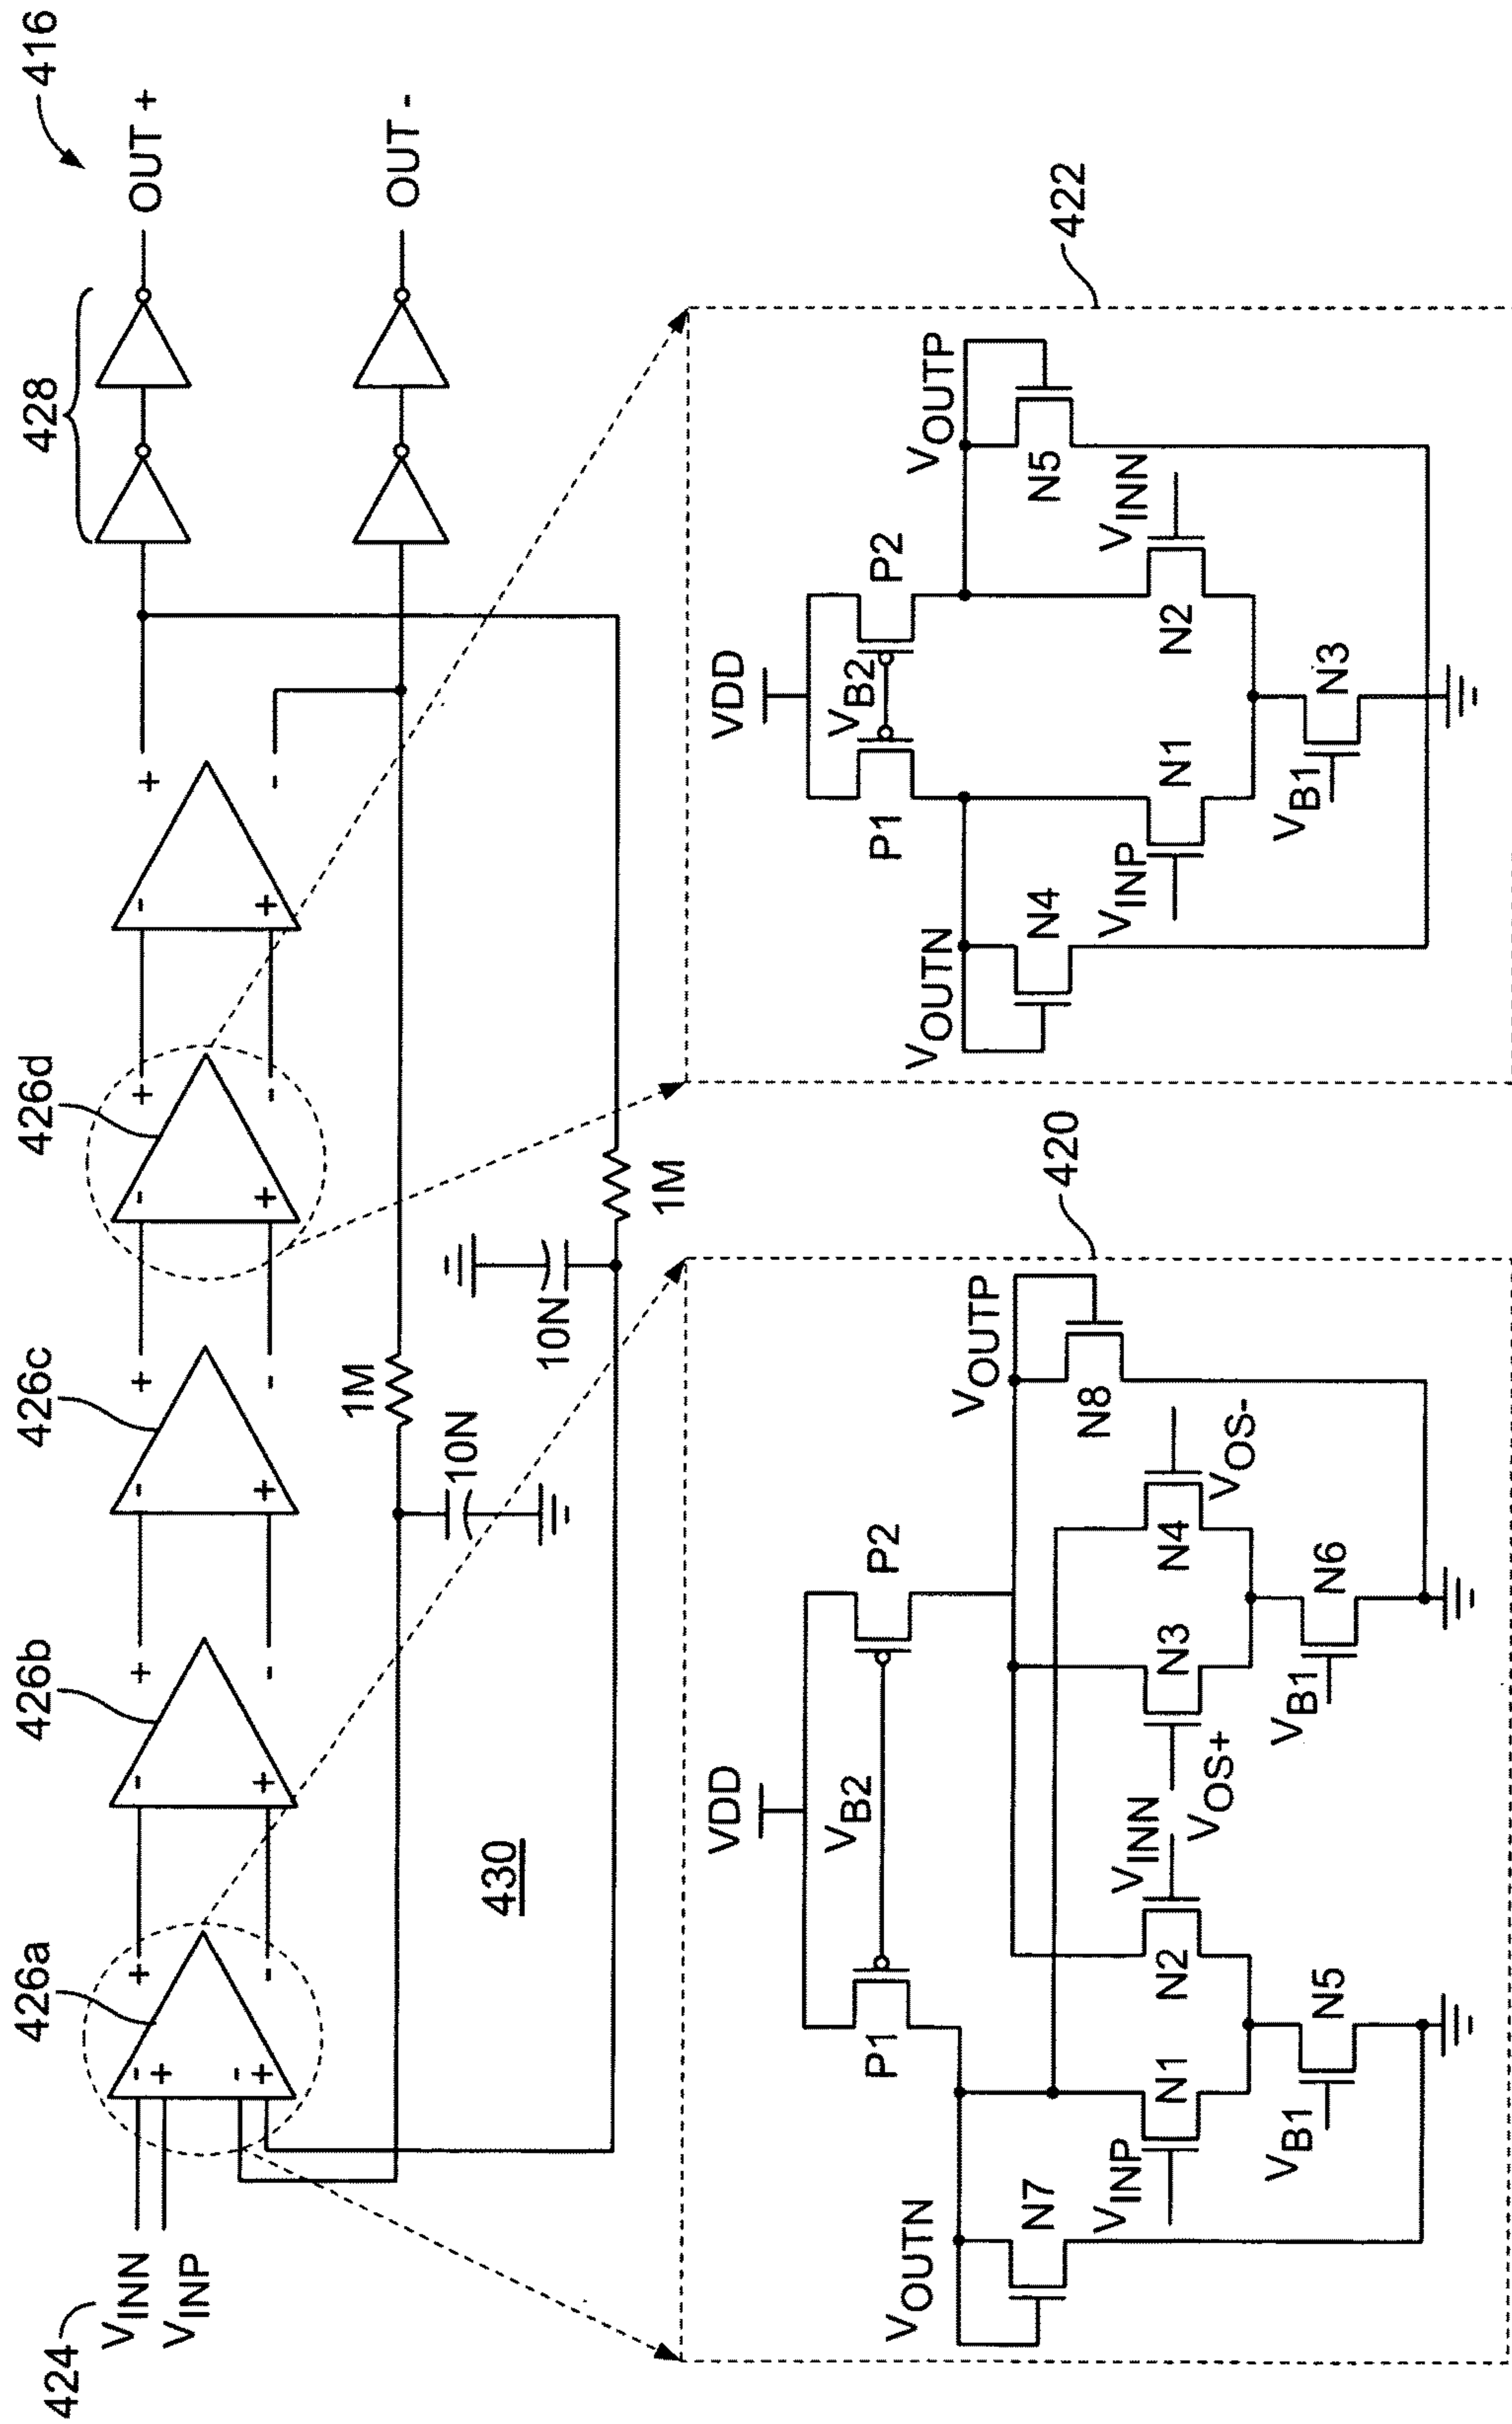 416
428
OUT +
OUT -
426a
426b
426c
426d
424
VINN
VINP
- + - +
+ -
- +
+ -
- +
+ -
- +
+ -
- +
+ -
1M
10N
10N
1M
430
420
VDD
P1
VB2
P2
VOUTN
VOUTP
N7
N8
VINP
N1
N2
VINN
VOS+
N3
N4
VOS-
VB1
N5
VB1
N6
422
VDD
P1
VB2
P2
VOUTN
VOUTP
N4
N5
VINP
N1
N2
VINN
VB1
N3